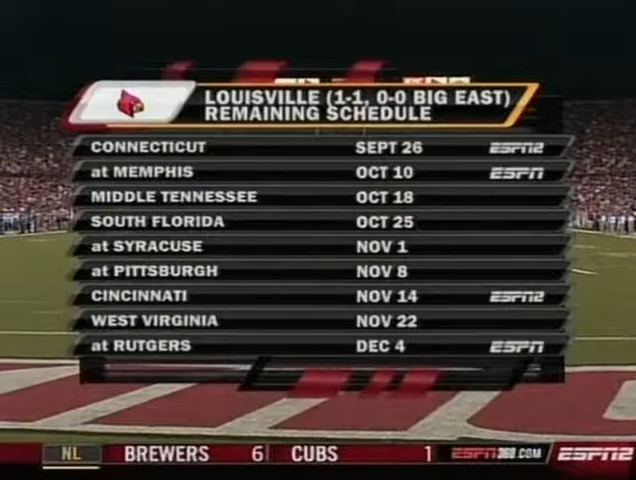 LOUISVILLE (1-1, 0-0 BIG EAST)
REMAINING SCHEDULE
CONNECTICUT SEPT 26 ESPN2
at MEMPHIS OCT 10 ESPN
MIDDLE TENNESSEE OCT 18
SOUTH FLORIDA OCT 25
at SYRACUSE NOV 1
at PITTSBURGH NOV 8
CINCINNATI NOV 14 ESPN2
WEST VIRGINIA NOV 22
at RUTGERS DEC 4 ESPN
NL BREWERS 6 CUBS 1 ESPN360.COM ESPN2